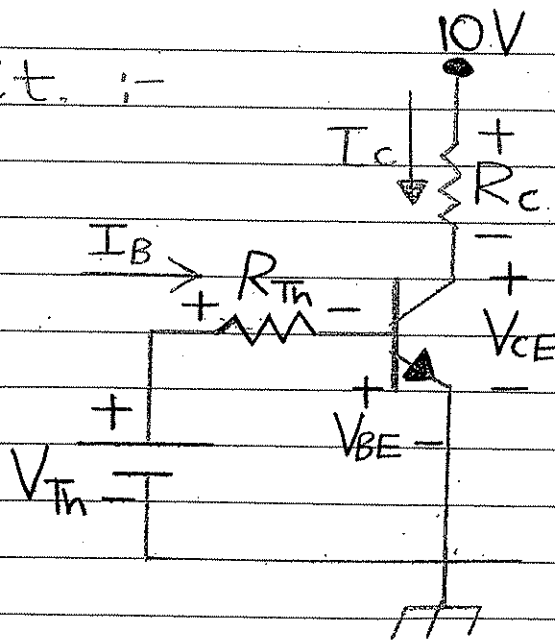 10V
t. :-
Ic
+
Rc
-
IB
RTh
+ -
+
VCE
-
+
VBE -
+
VTh -